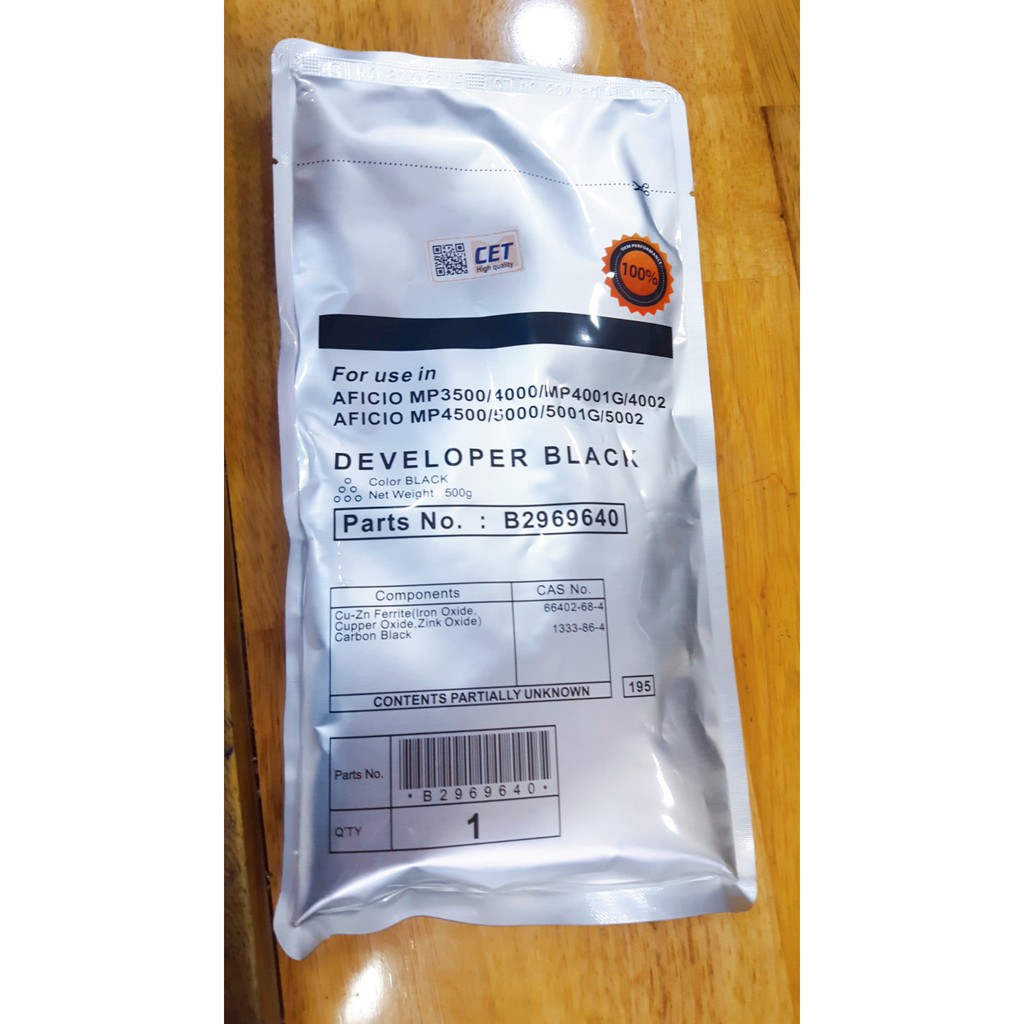 CET
High quality
OEM PERFORMANCE
100%
For use in
AFICIO MP3500/4000/MP4001G/4002
AFICIO MP4500/5000/5001G/5002
DEVELOPER BLACK
Color BLACK
Net Weight 500g
Parts No. : B2969640
Components CAS No.
Cu-Zn Ferrite(Iron Oxide, 66402-68-4
Cupper Oxide,Zink Oxide)
Carbon Black 1333-86-4
CONTENTS PARTIALLY UNKNOWN
195
Parts No.
*B2969640*
Q'TY 1